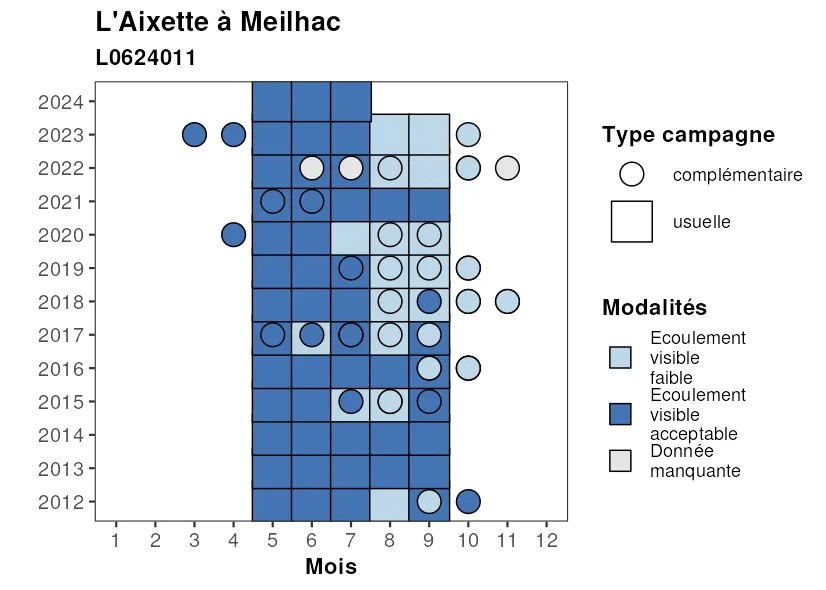 L'Aixette à Meilhac
L0624011
2024
2023
2022
2021
2020
2019
2018
2017
2016
2015
2014
2013
2012
1 2 3 4 5 6 7 8 9 10 11 12
Mois
Type campagne
complémentaire
usuelle
Modalités
Ecoulement
visible
faible
Ecoulement
visible
acceptable
Donnée
manquante